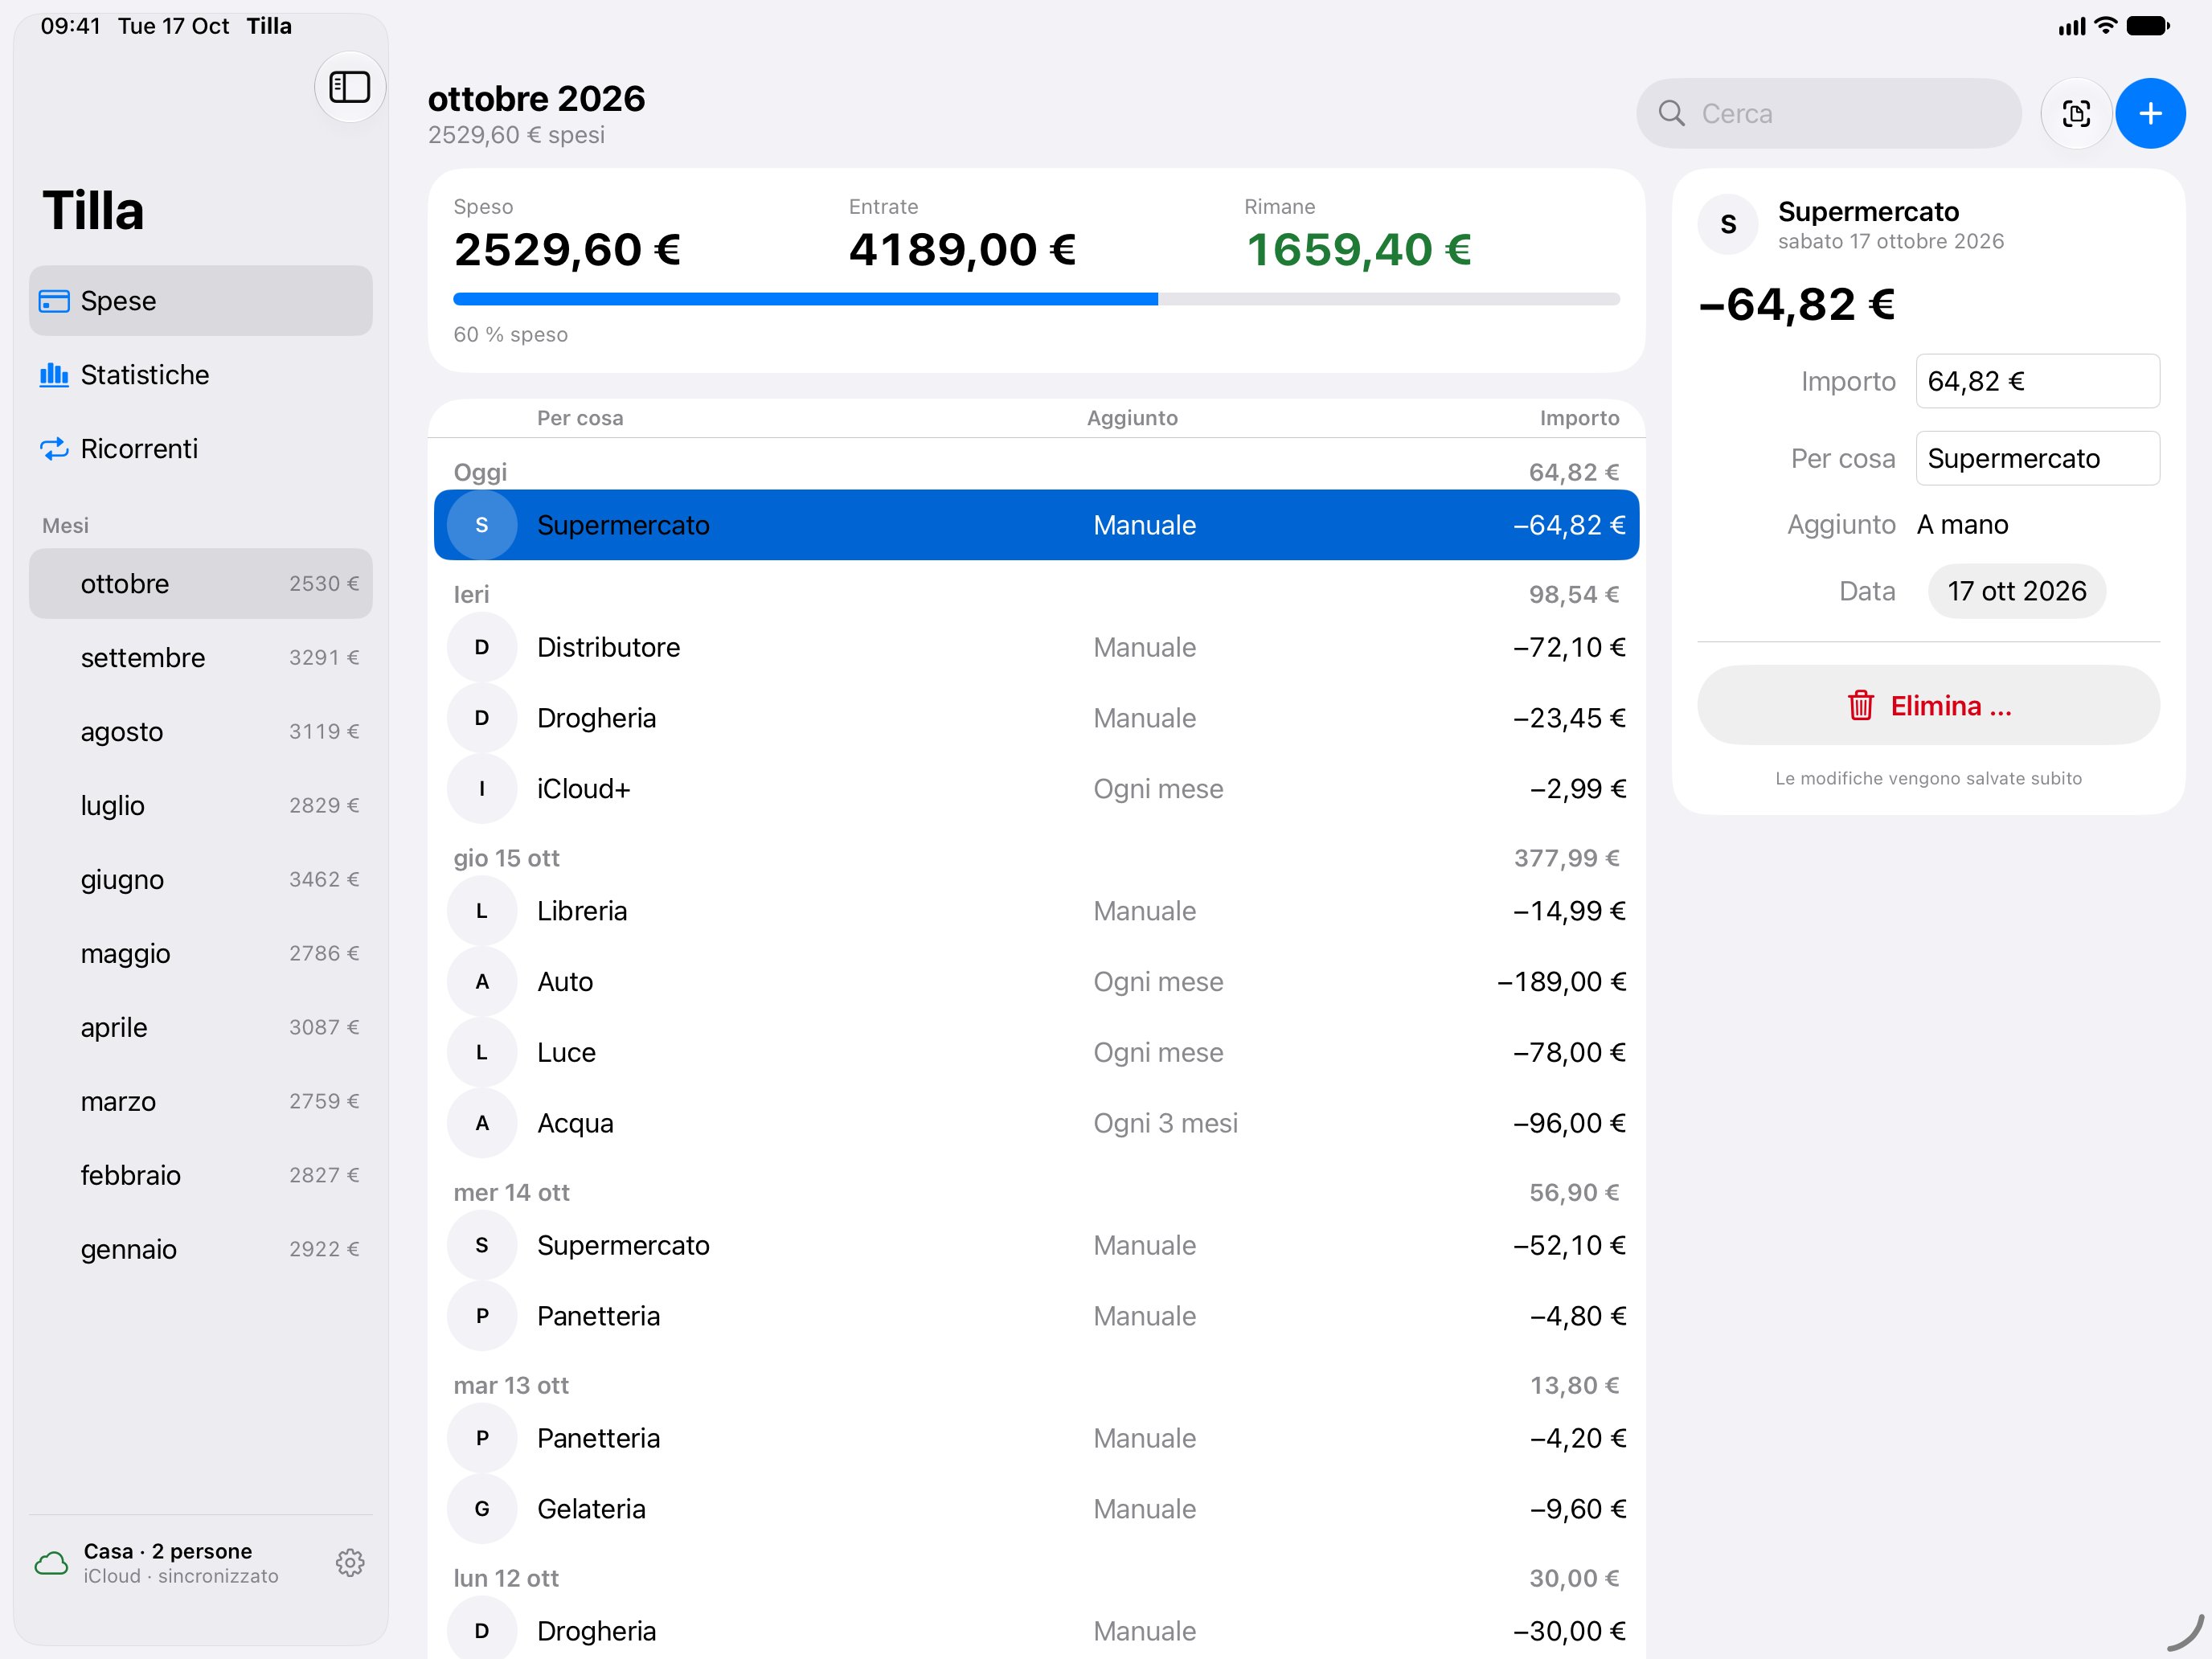 09:41 Tue 17 Oct Tilla
Tilla
Spese
Statistiche
Ricorrenti
Mesi
ottobre 2530 €
settembre 3291 €
agosto 3119 €
luglio 2829 €
giugno 3462 €
maggio 2786 €
aprile 3087 €
marzo 2759 €
febbraio 2827 €
gennaio 2922 €
Casa · 2 persone
iCloud · sincronizzato
ottobre 2026
2529,60 € spesi
Cerca
Speso Entrate Rimane
2529,60 € 4189,00 € 1659,40 €
60 % speso
Per cosa Aggiunto Importo
Oggi 64,82 €
S Supermercato Manuale –64,82 €
Ieri 98,54 €
D Distributore Manuale –72,10 €
D Drogheria Manuale –23,45 €
I iCloud+ Ogni mese –2,99 €
gio 15 ott 377,99 €
L Libreria Manuale –14,99 €
A Auto Ogni mese –189,00 €
L Luce Ogni mese –78,00 €
A Acqua Ogni 3 mesi –96,00 €
mer 14 ott 56,90 €
S Supermercato Manuale –52,10 €
P Panetteria Manuale –4,80 €
mar 13 ott 13,80 €
P Panetteria Manuale –4,20 €
G Gelateria Manuale –9,60 €
lun 12 ott 30,00 €
D Drogheria Manuale –30,00 €
S Supermercato
sabato 17 ottobre 2026
–64,82 €
Importo 64,82 €
Per cosa Supermercato
Aggiunto A mano
Data 17 ott 2026
Elimina ...
Le modifiche vengono salvate subito